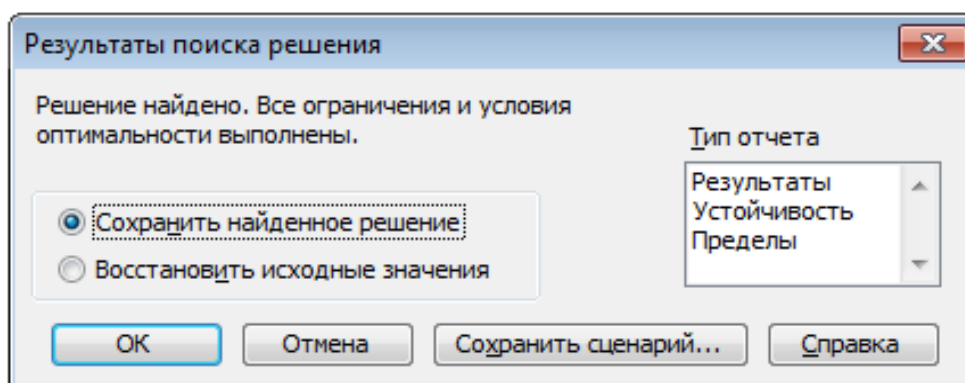 Результаты поиска решения
Решение найдено. Все ограничения и условия
оптимальности выполнены.
Тип отчета
Результаты
Устойчивость
Пределы
Сохранить найденное решение
Восстановить исходные значения
ОК
Отмена
Сохранить сценарий...
Справка